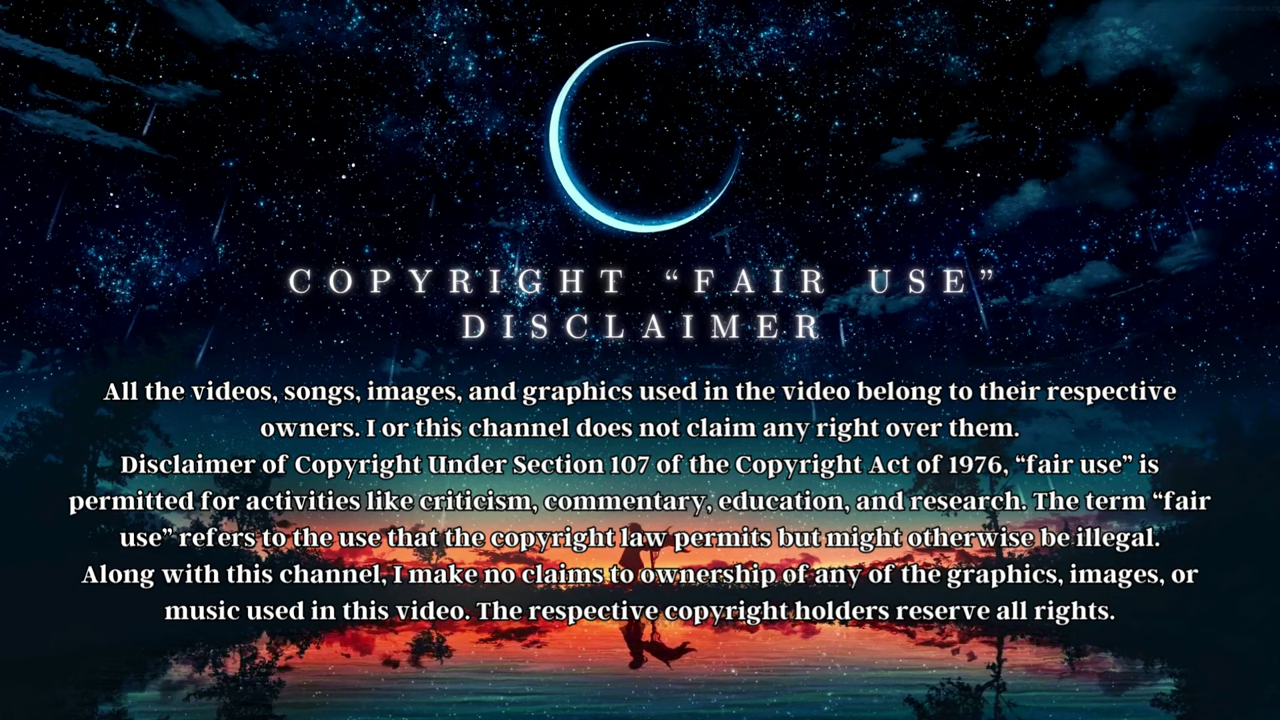 COPYRIGHT “FAIR USE”
DISCLAIMER
All the videos, songs, images, and graphics used in the video belong to their respective
owners. I or this channel does not claim any right over them.
Disclaimer of Copyright Under Section 107 of the Copyright Act of 1976, “fair use” is
permitted for activities like criticism, commentary, education, and research. The term “fair
use” refers to the use that the copyright law permits but might otherwise be illegal.
Along with this channel, I make no claims to ownership of any of the graphics, images, or
music used in this video. The respective copyright holders reserve all rights.